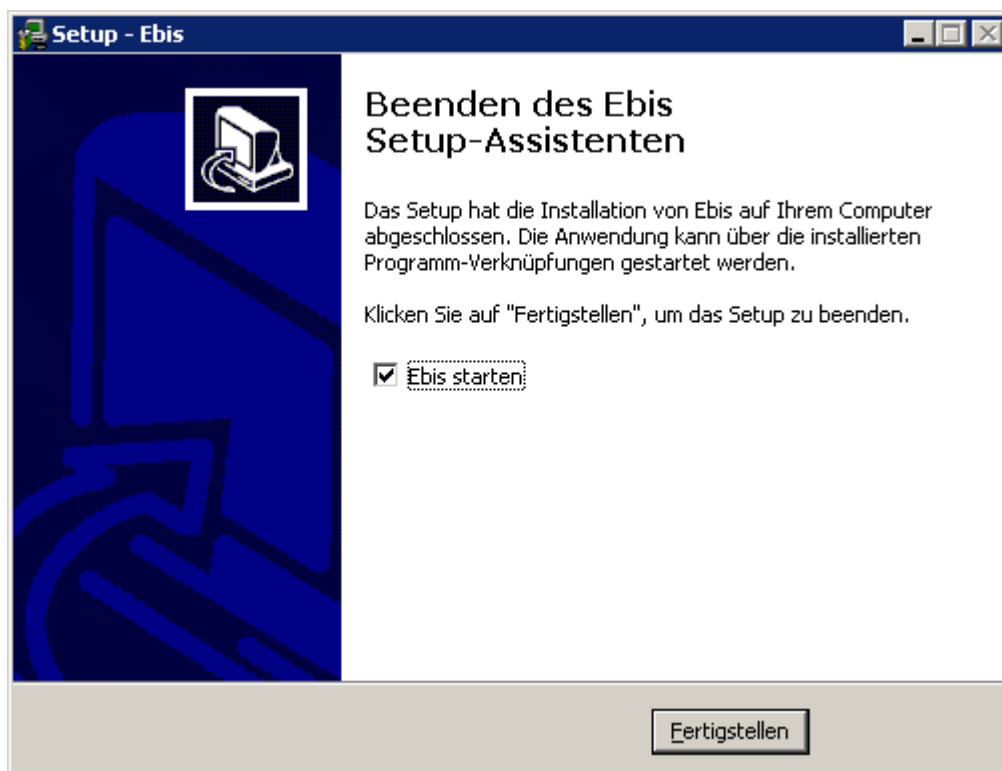 Setup - Ebis
Beenden des Ebis
Setup-Assistenten
Das Setup hat die Installation von Ebis auf Ihrem Computer
abgeschlossen. Die Anwendung kann über die installierten
Programm-Verknüpfungen gestartet werden.
Klicken Sie auf "Fertigstellen", um das Setup zu beenden.
Ebis starten
Fertigstellen